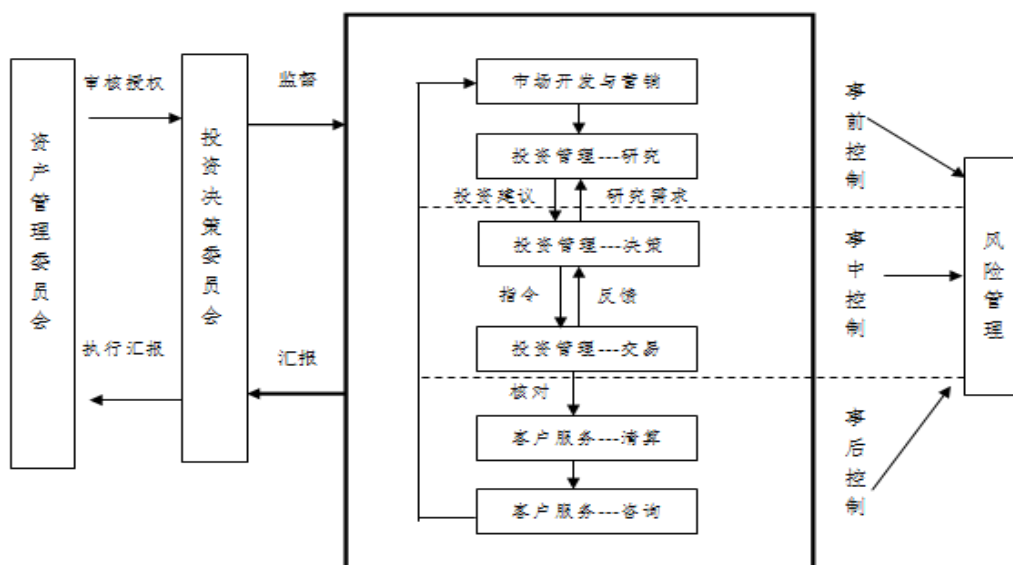 资产管理委员会
审核授权
执行汇报
投资决策委员会
监督
汇报
市场开发与营销
投资管理---研究
投资建议
研究需求
投资管理---决策
指令
反馈
投资管理---交易
核对
客户服务---清算
客户服务---咨询
事前控制
事中控制
事后控制
风险管理